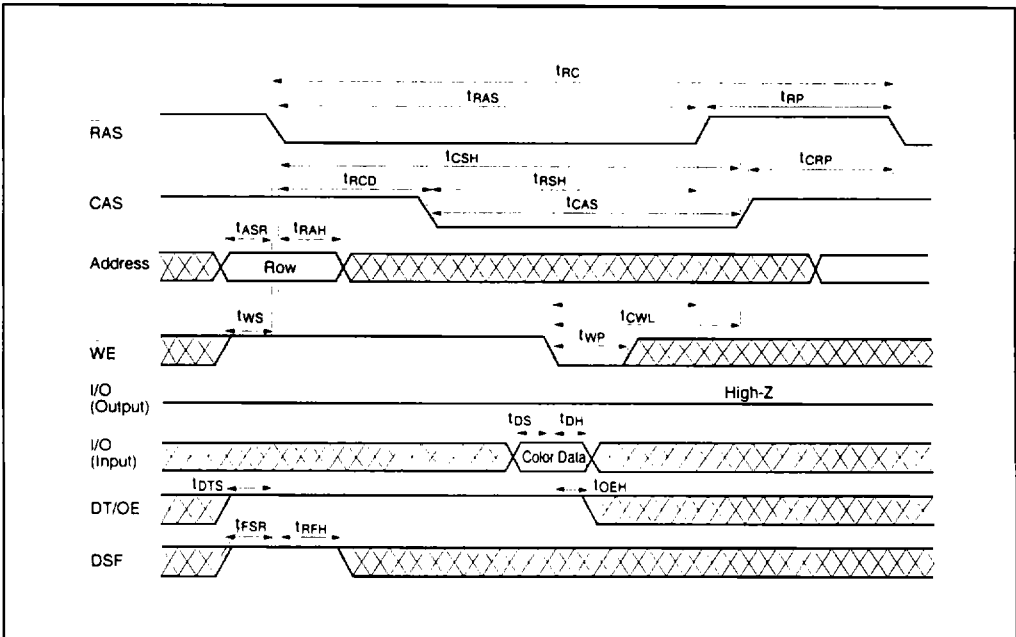 tRC
tRAS tRP
RAS
tCSH tCRP
tRCD tRSH
CAS tCAS
tASR tRAH
Address Row
tWS tCWL
tWP
WE
I/O
(Output) High-Z
tDS tDH
I/O
(Input) Color Data
tDTS tOEH
DT/OE
tFSR tRFH
DSF